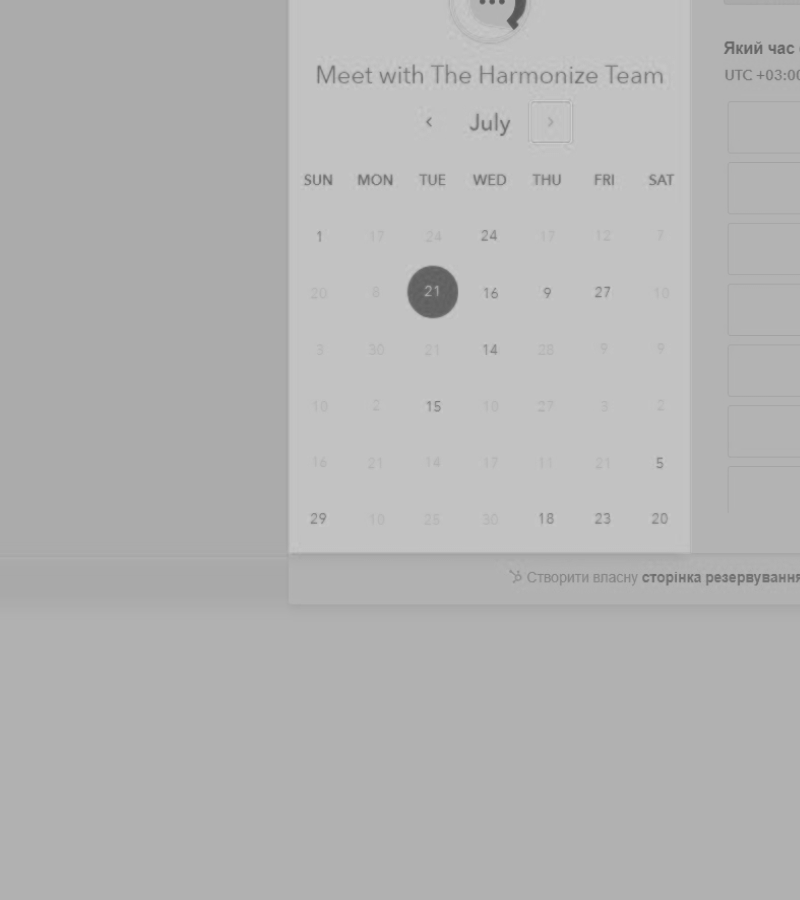 Meet with The Harmonize Team
July
SUN MON TUE WED THU FRI SAT
1 17 24 24 17 12 7
20 8 21 16 9 27 10
3 30 21 14 28 9 9
10 2 15 18 27 3 2
16 21 14 17 11 21 5
29 10 25 30 18 23 20
Який час
UTC +03:00
Створити власну сторінка резервування